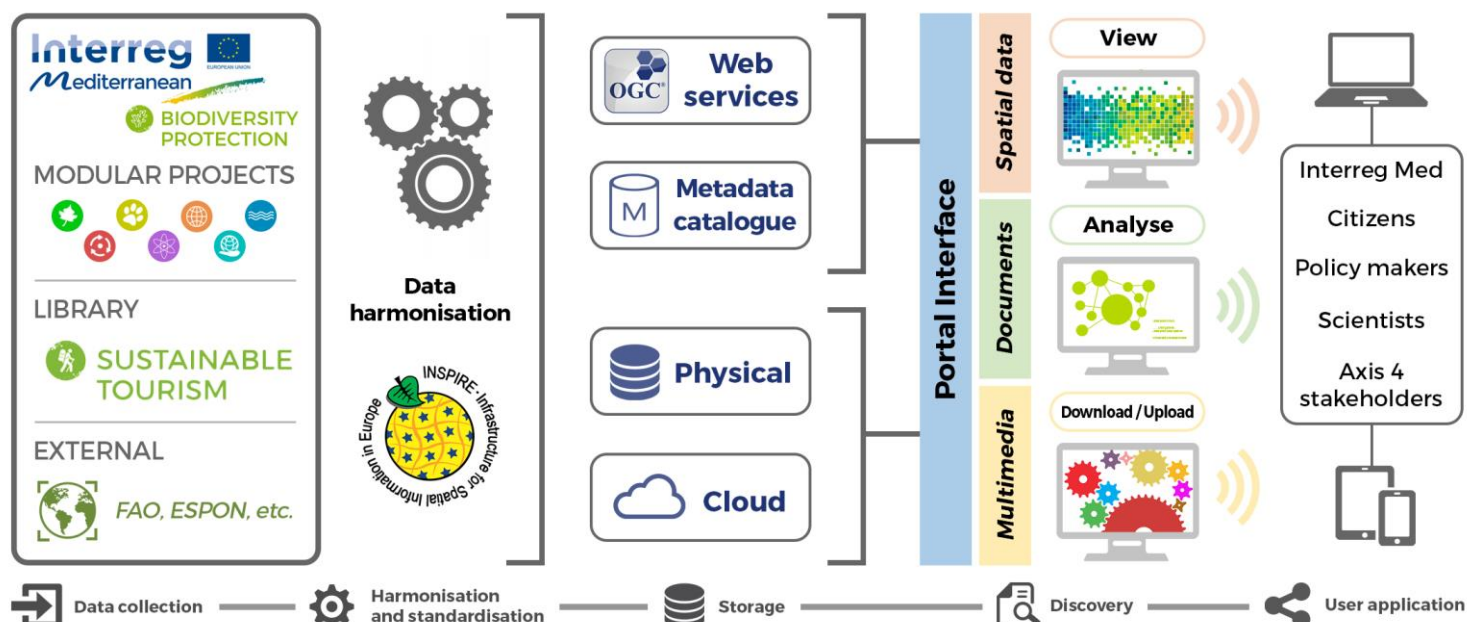 Interreg
EUROPEAN UNION
Mediterranean
BIODIVERSITY
PROTECTION
MODULAR PROJECTS
LIBRARY
SUSTAINABLE
TOURISM
EXTERNAL
FAO, ESPON, etc.
Data
harmonisation
INSPIRE · Infrastructure for Spatial Information in Europe
OGC®
Web
services
M
Metadata
catalogue
Physical
Cloud
Portal Interface
Spatial data
Documents
Multimedia
View
Analyse
Download / Upload
Interreg Med
Citizens
Policy makers
Scientists
Axis 4
stakeholders
Data collection
Harmonisation
and standardisation
Storage
Discovery
User application